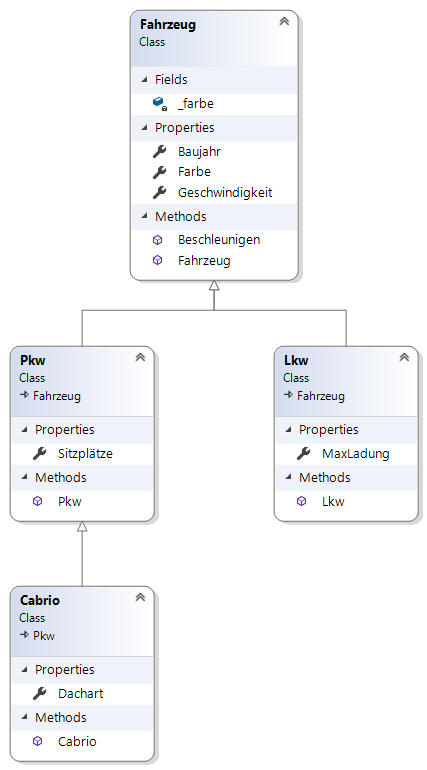 Fahrzeug
Class
Fields
_farbe
Properties
Baujahr
Farbe
Geschwindigkeit
Methods
Beschleunigen
Fahrzeug
Pkw
Class
Fahrzeug
Properties
Sitzplätze
Methods
Pkw
Lkw
Class
Fahrzeug
Properties
MaxLadung
Methods
Lkw
Cabrio
Class
Pkw
Properties
Dachart
Methods
Cabrio